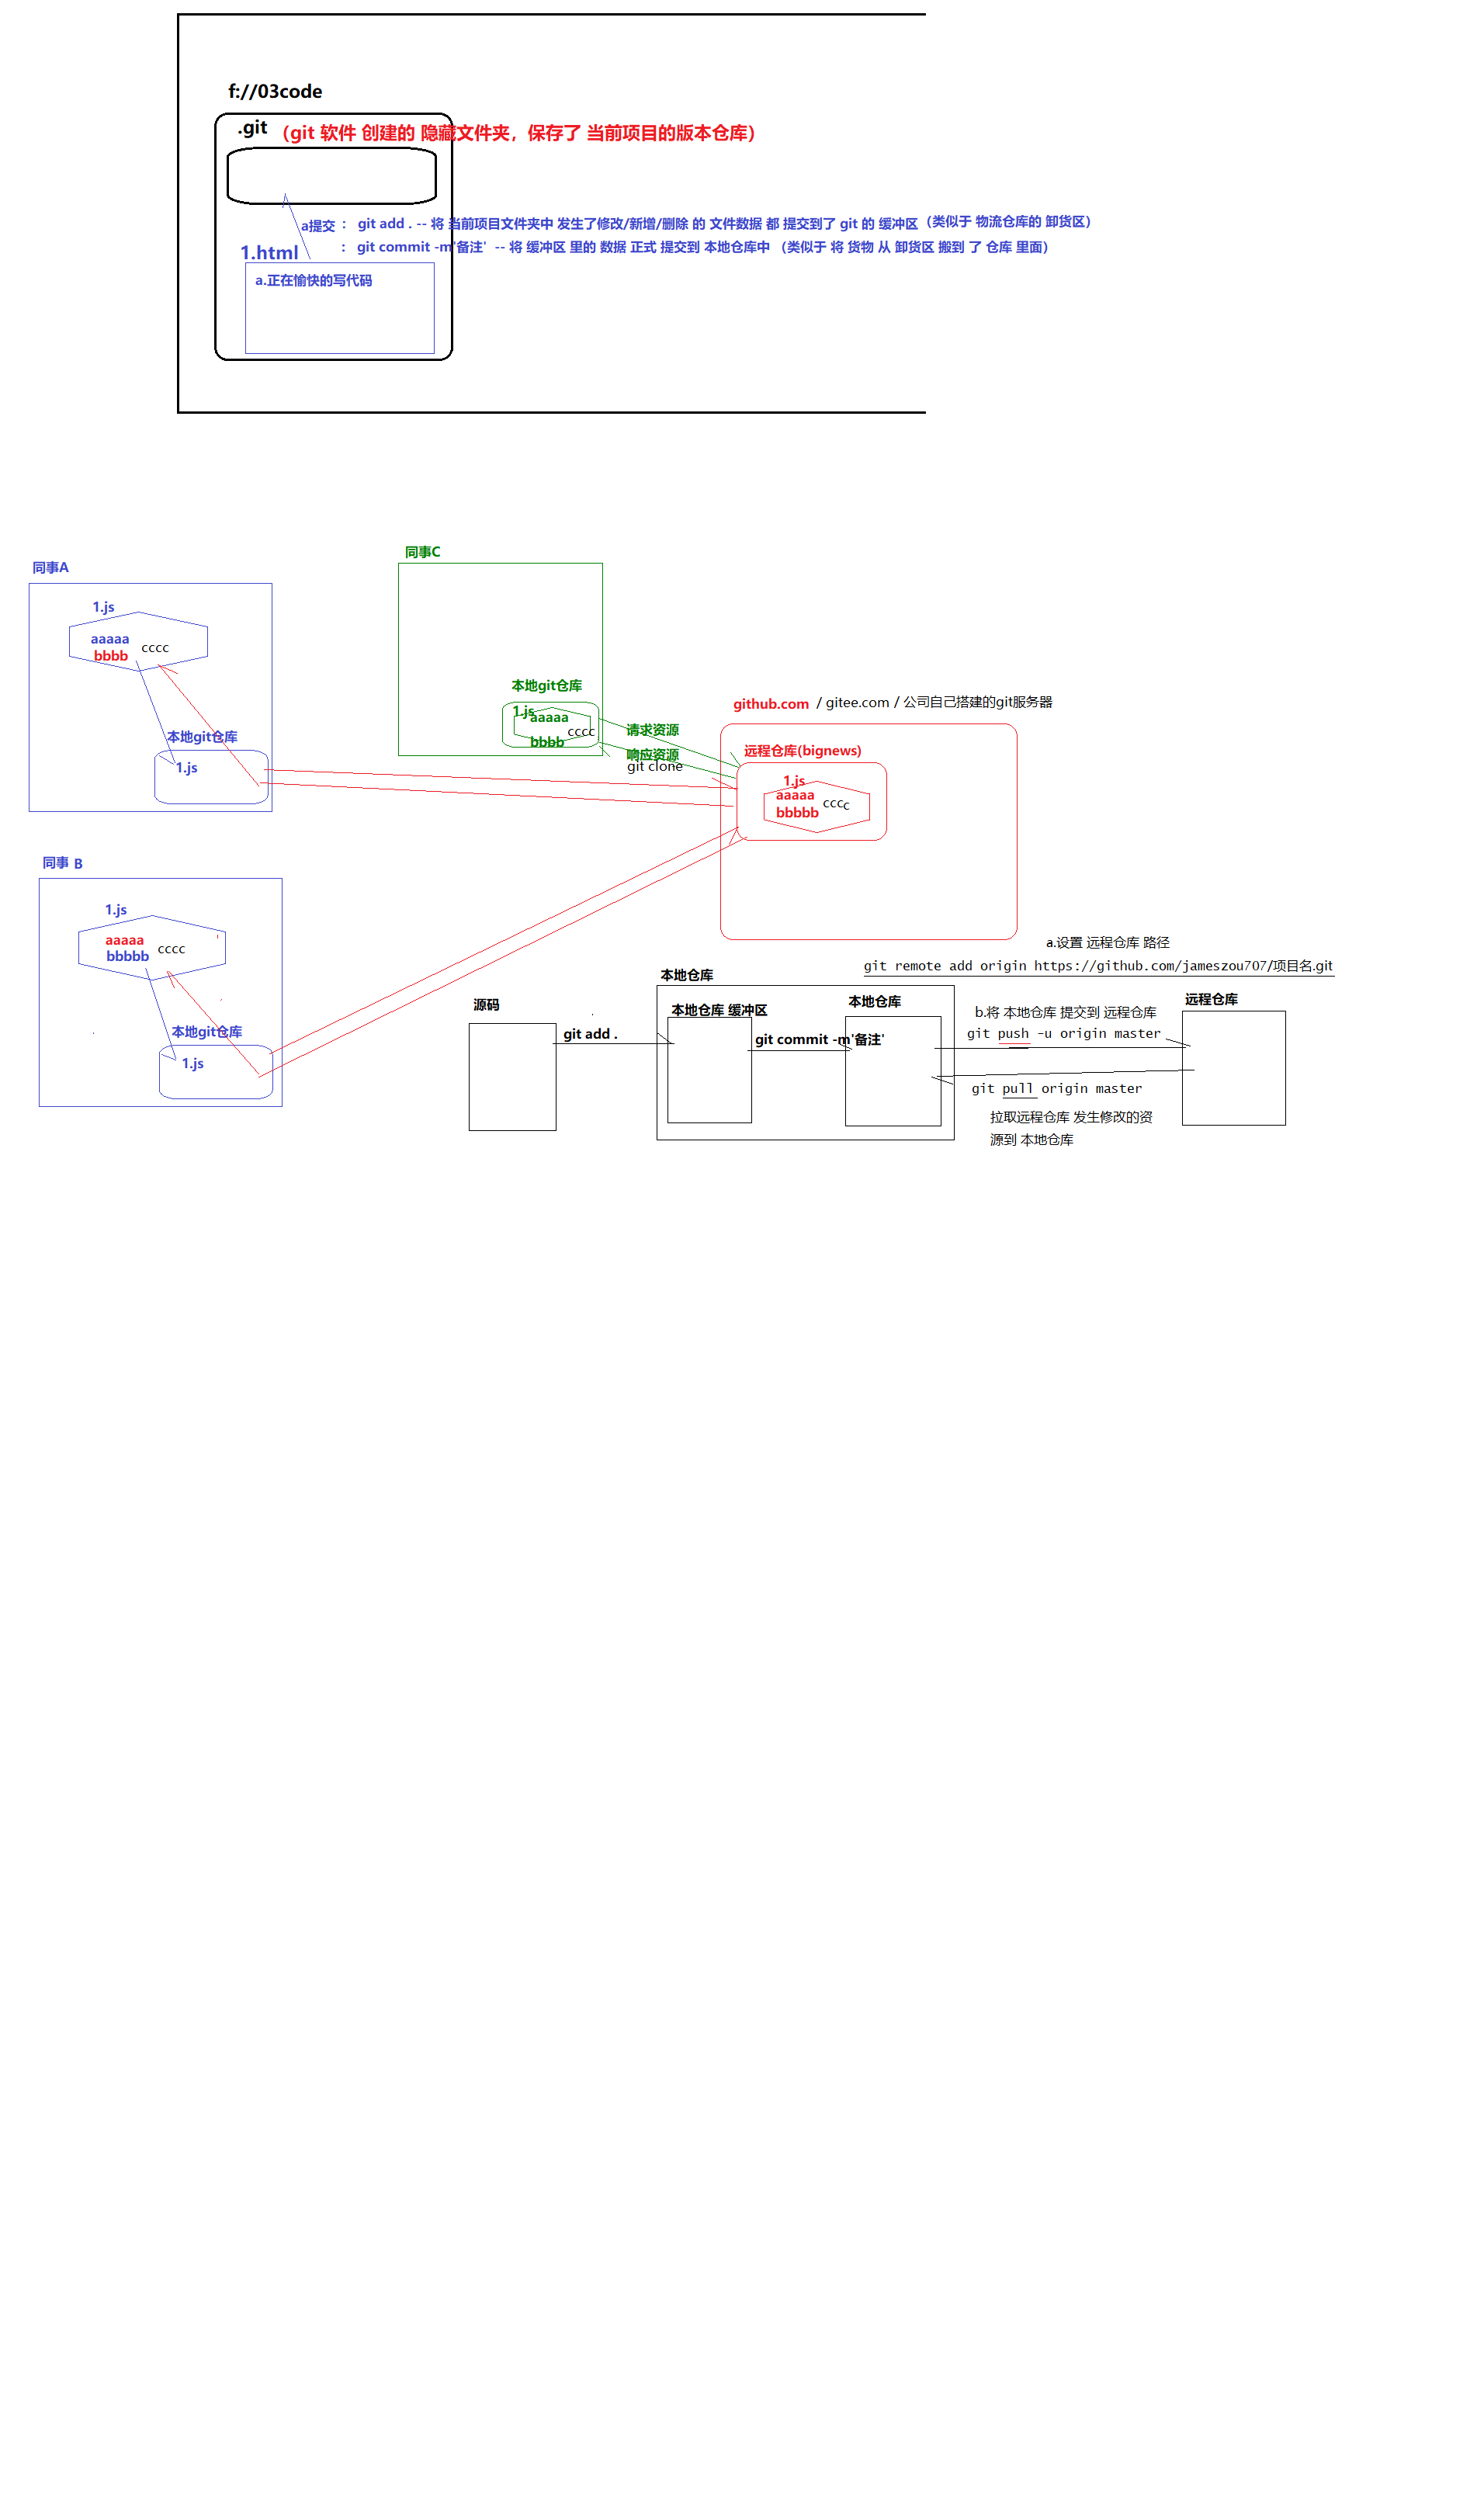 f://03code
.git （git 软件 创建的 隐藏文件夹，保存了 当前项目的版本仓库）
a提交 ： git add . -- 将 当前项目文件夹中 发生了修改/新增/删除 的 文件数据 都 提交到了 git 的 缓冲区（类似于 物流仓库的 卸货区）
： git commit -m'备注' -- 将 缓冲区 里的 数据 正式 提交到 本地仓库中 （类似于 将 货物 从 卸货区 搬到 了 仓库 里面）
1.html
a.正在愉快的写代码
同事A
1.js
aaaaa
bbbb cccc
本地git仓库
1.js
同事C
本地git仓库
1.js
aaaaa
bbbb cccc
请求资源
响应资源
git clone
github.com / gitee.com / 公司自己搭建的git服务器
远程仓库(bignews)
1.js
aaaaa
bbbbb cccc
同事 B
1.js
aaaaa
bbbbb cccc
本地git仓库
1.js
a.设置 远程仓库 路径
git remote add origin https://github.com/jameszou707/项目名.git
源码
git add .
本地仓库
本地仓库 缓冲区
git commit -m'备注'
本地仓库
b.将 本地仓库 提交到 远程仓库
git push -u origin master
git pull origin master
拉取远程仓库 发生修改的资
源到 本地仓库
远程仓库